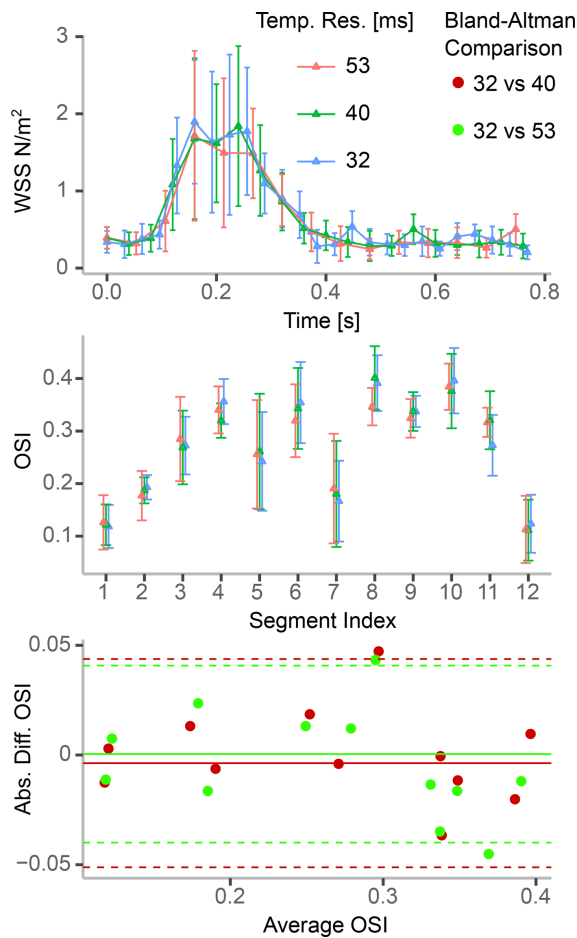 Temp. Res. [ms]
53
40
32
Bland-Altman
Comparison
32 vs 40
32 vs 53
WSS N/m²
3
2
1
0
0.0 0.2 0.4 0.6 0.8
Time [s]
OSI
0.4
0.3
0.2
0.1
1 2 3 4 5 6 7 8 9 10 11 12
Segment Index
Abs. Diff. OSI
0.05
0
−0.05
0.2 0.3 0.4
Average OSI